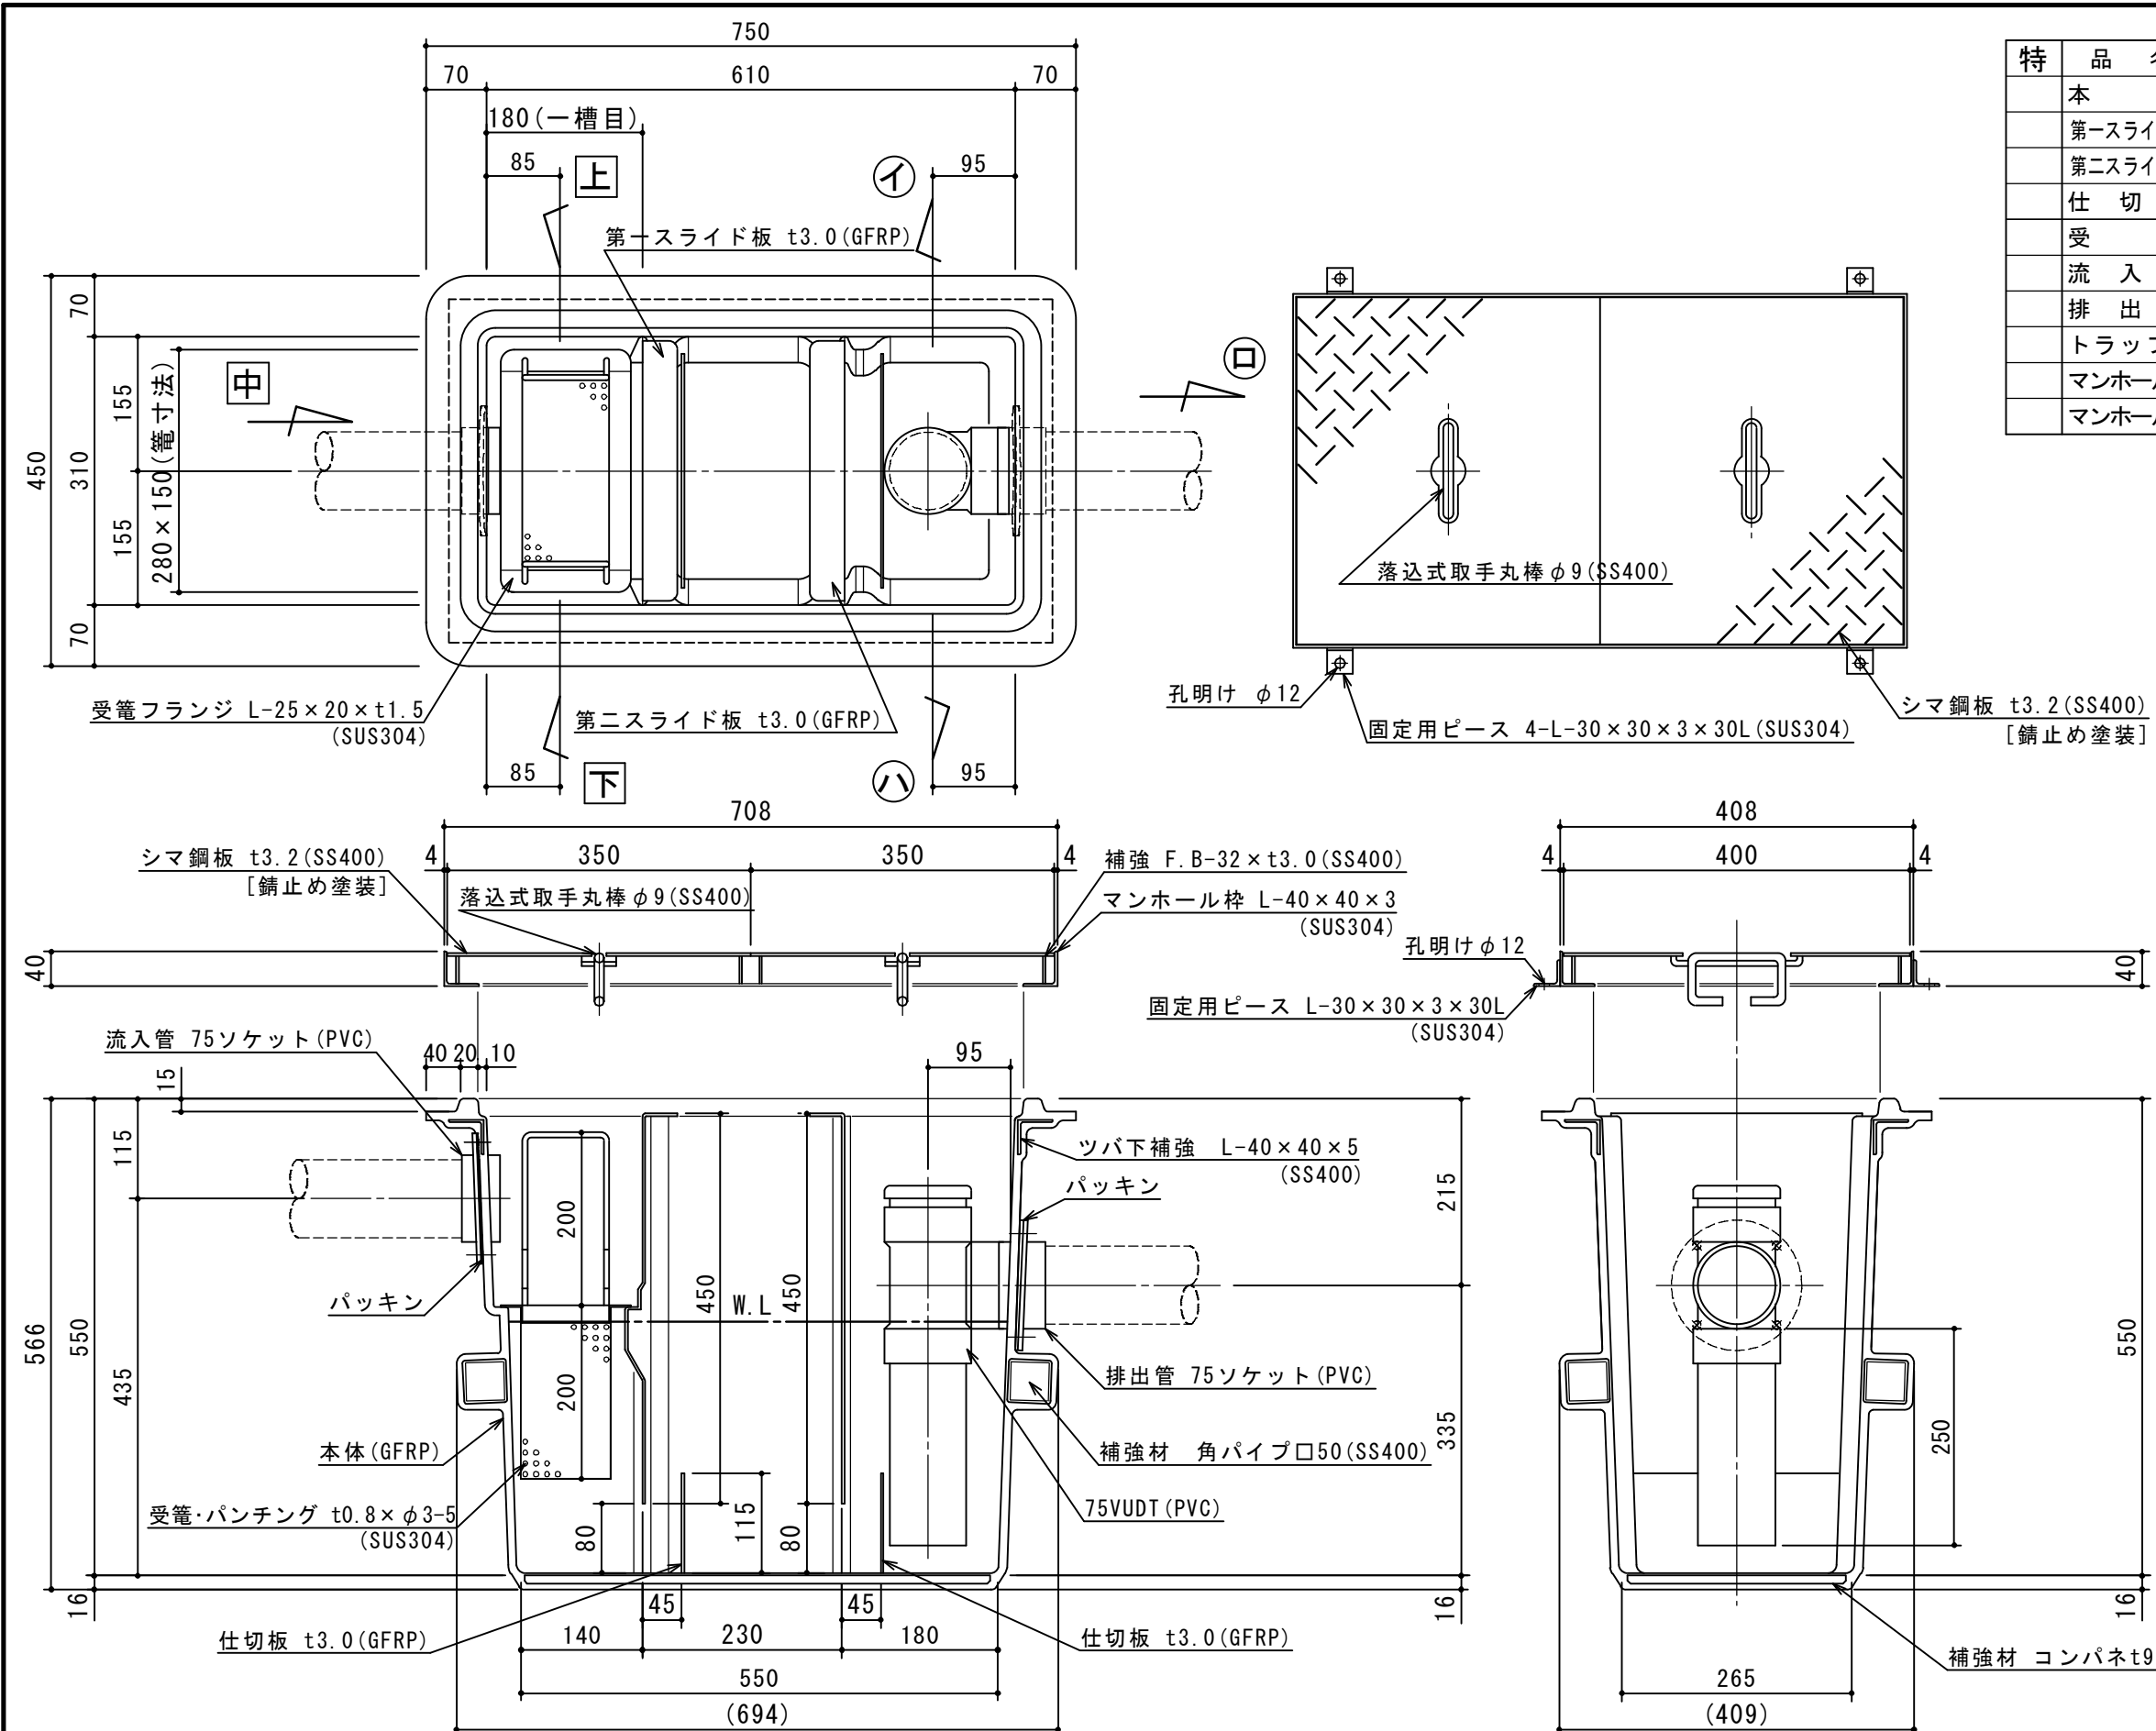 750
70
610
70
180(一槽目)
85
上
イ
95
第一スライド板 t3.0(GFRP)
中
ロ
450
70
310
70
155
155
280×150(篭寸法)
受篭フランジ L-25×20×t1.5
(SUS304)
第二スライド板 t3.0(GFRP)
85
下
ハ
95
落込式取手丸棒φ9(SS400)
孔明け φ12
固定用ピース 4-L-30×30×3×30L(SUS304)
シマ鋼板 t3.2(SS400)
[錆止め塗装]
特
品
本
第一スライ
第二スライ
仕 切
受
流 入
排 出
トラップ
マンホール
マンホール
708
4
350
350
4
シマ鋼板 t3.2(SS400)
[錆止め塗装]
落込式取手丸棒φ9(SS400)
補強 F.B-32×t3.0(SS400)
マンホール枠 L-40×40×3
(SUS304)
40
408
4
400
4
孔明けφ12
固定用ピース L-30×30×3×30L
(SUS304)
40
流入管 75ソケット(PVC)
40
20
10
15
95
115
566
550
435
16
パッキン
200
200
450
W.L
450
ツバ下補強 L-40×40×5
(SS400)
パッキン
215
335
16
排出管 75ソケット(PVC)
補強材 角パイプ□50(SS400)
75VUDT(PVC)
本体(GFRP)
受篭・パンチング t0.8×φ3-5
(SUS304)
80
115
80
45
45
仕切板 t3.0(GFRP)
仕切板 t3.0(GFRP)
140
230
180
550
(694)
250
550
16
補強材 コンパネt9
265
(409)